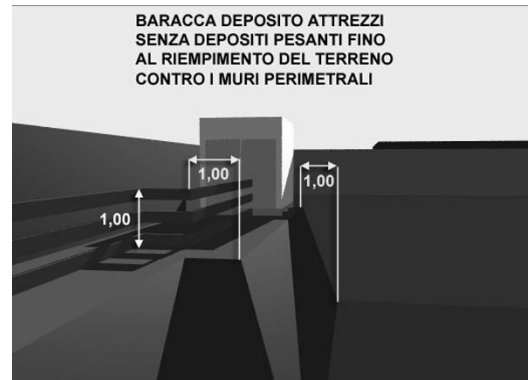 BARACCA DEPOSITO ATTREZZI
SENZA DEPOSITI PESANTI FINO
AL RIEMPIMENTO DEL TERRENO
CONTRO I MURI PERIMETRALI
1,00
1,00
1,00